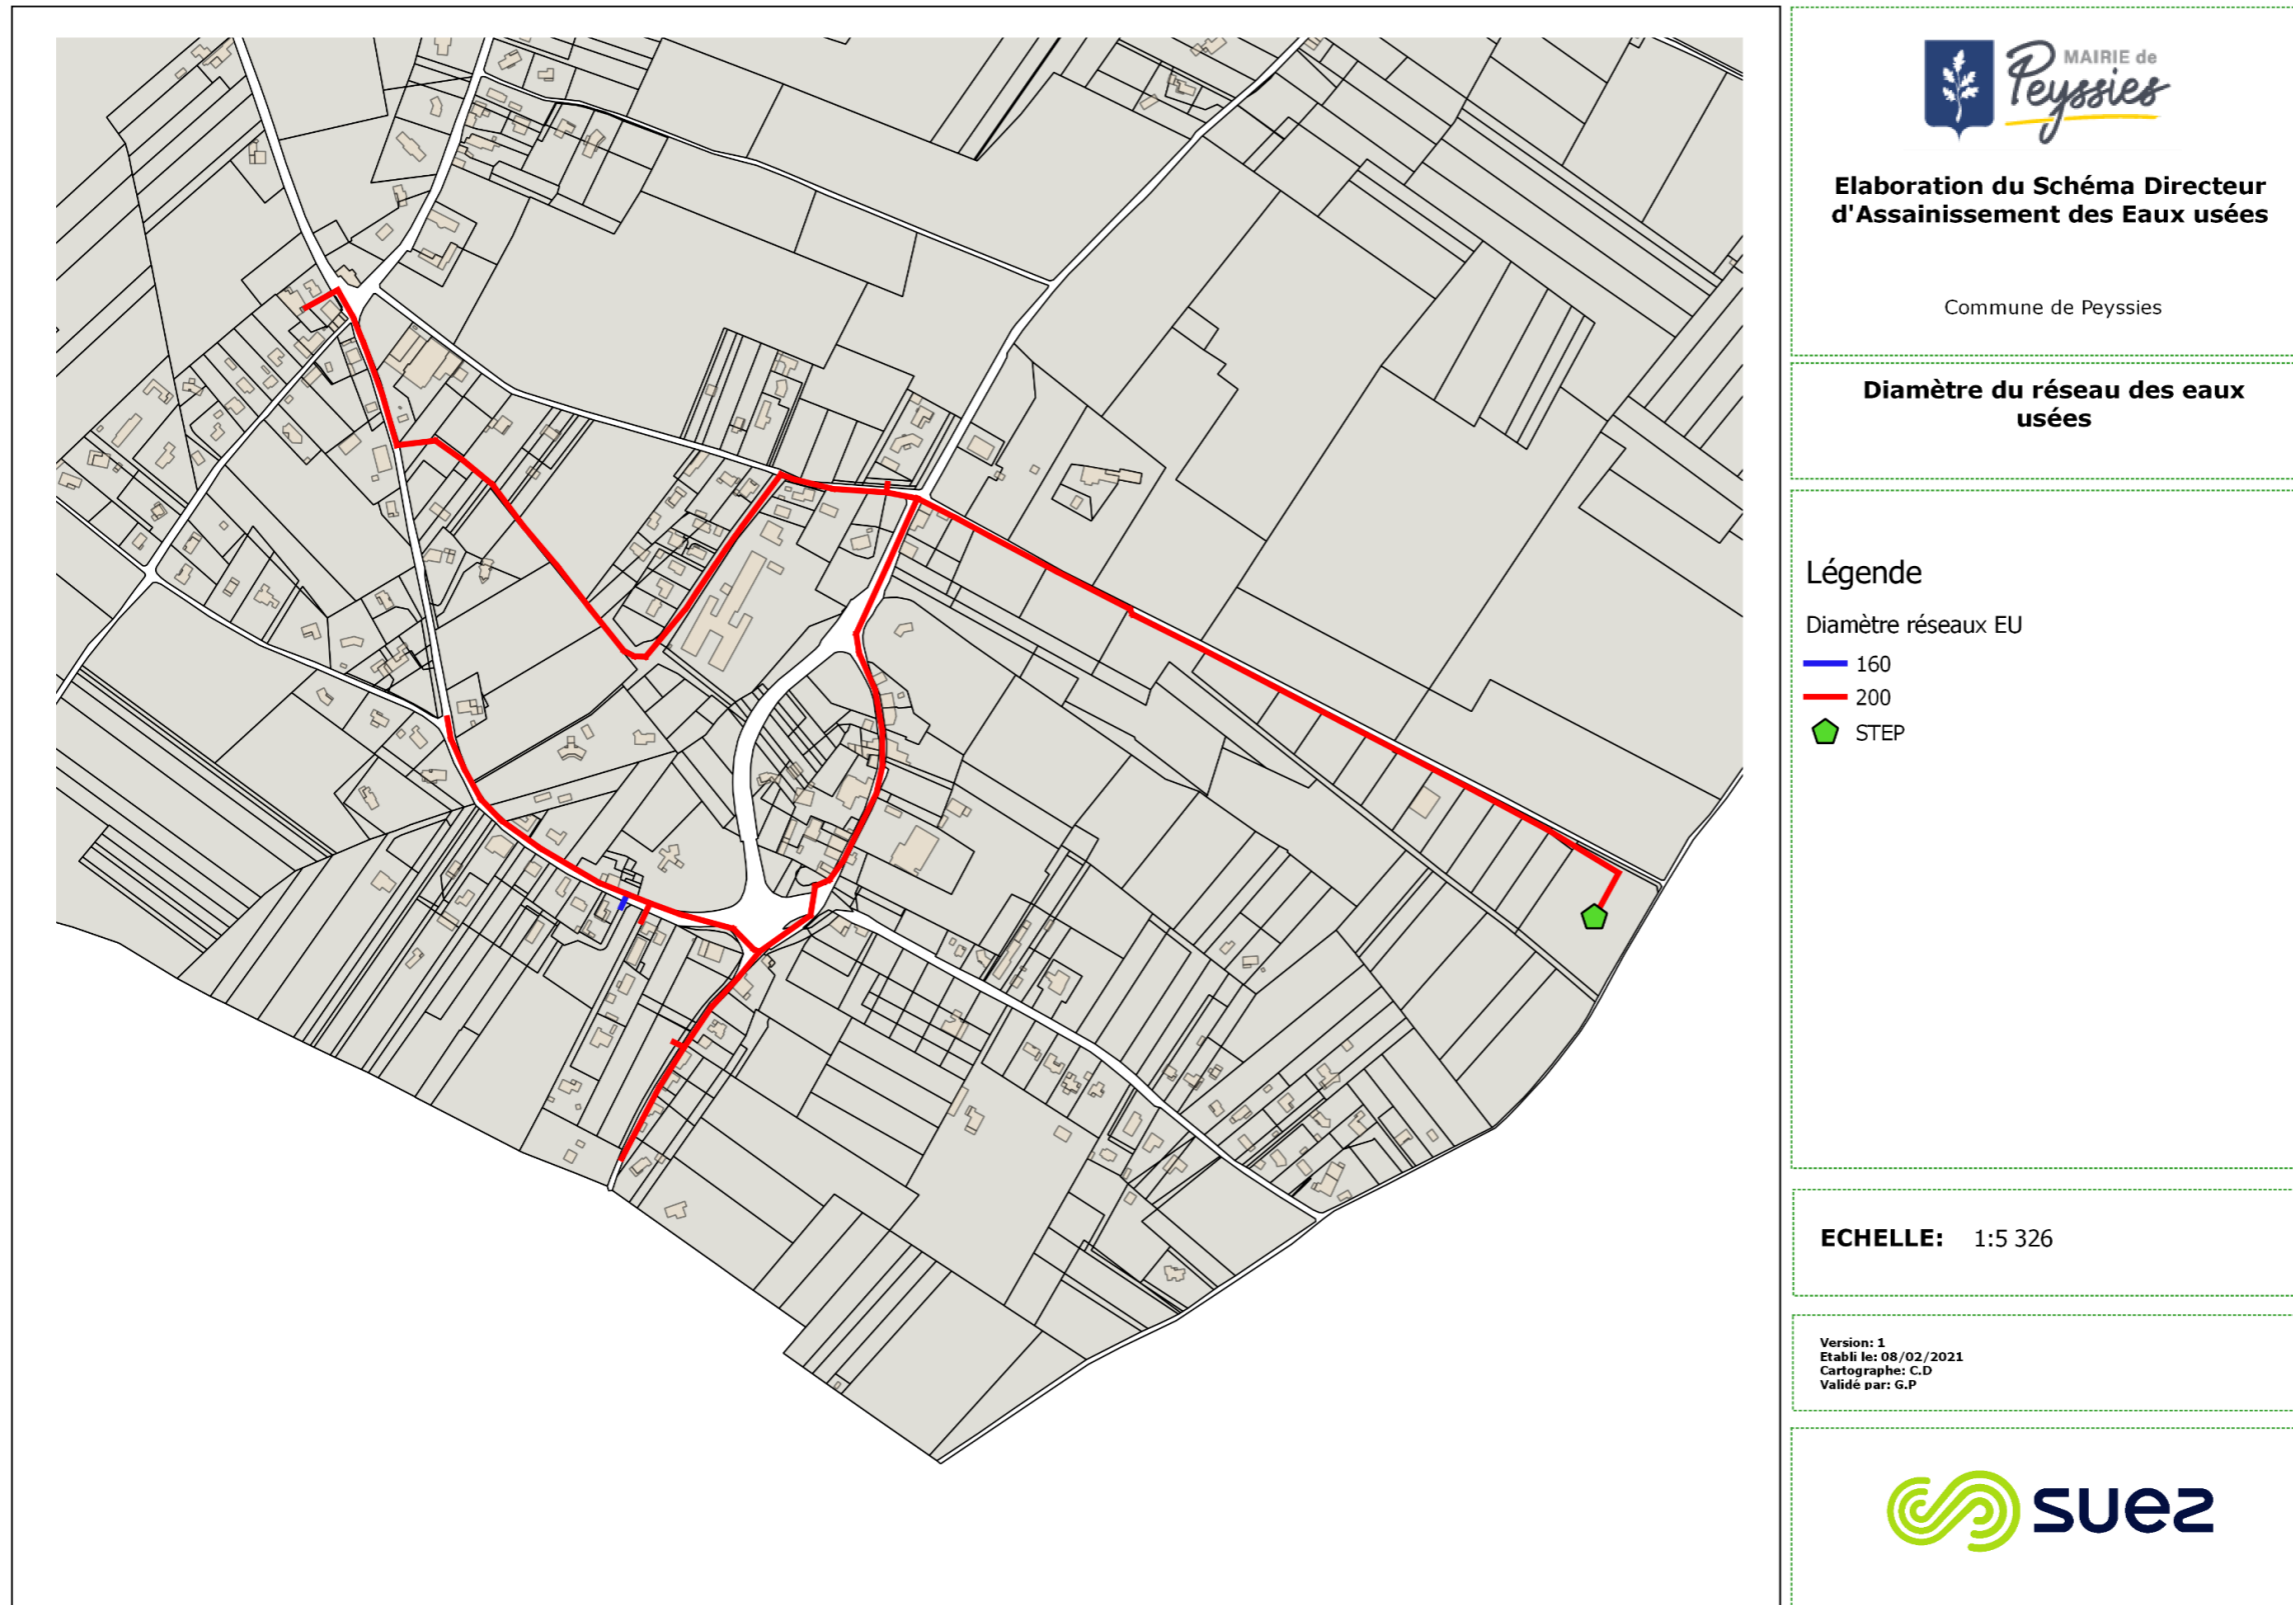 MAIRIE de
Peyssies
Elaboration du Schéma Directeur
d'Assainissement des Eaux usées
Commune de Peyssies
Diamètre du réseau des eaux
usées
Légende
Diamètre réseaux EU
160
200
STEP
ECHELLE: 1:5 326
Version: 1
Etabli le: 08/02/2021
Cartographe: C.D
Validé par: G.P
suez